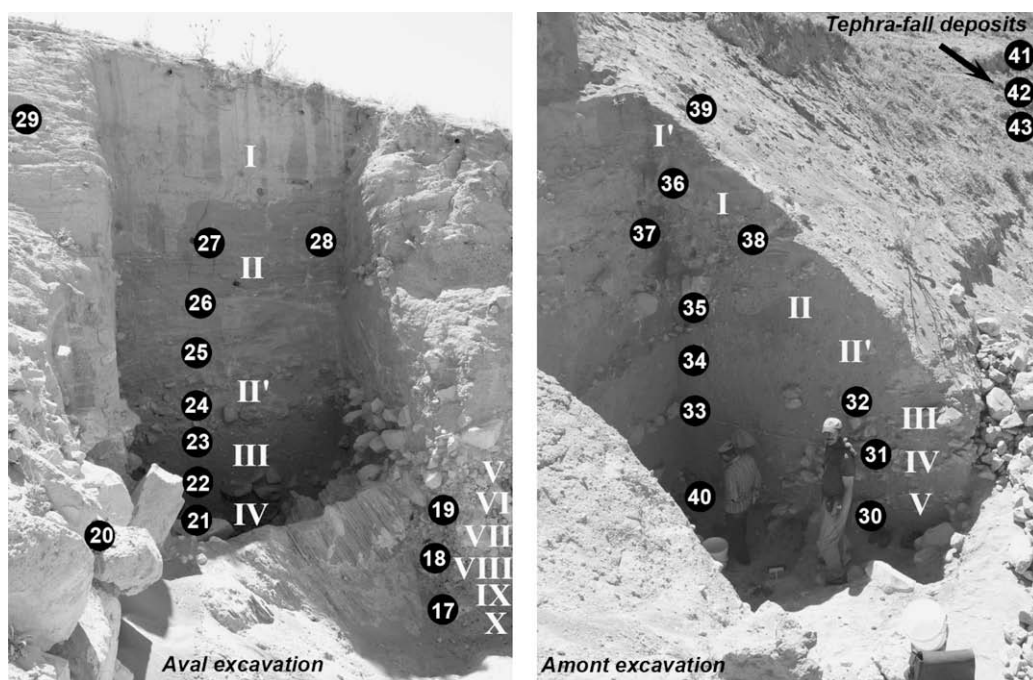 29
I
27
28
II
26
25
24
II'
23
III
22
21
IV
20
V
19
VI
VII
18
VIII
IX
17
X
Aval excavation
Tephra-fall deposits
41
42
43
39
I'
36
I
37
38
35
II
34
II'
33
32
III
31
IV
40
30
V
Amont excavation